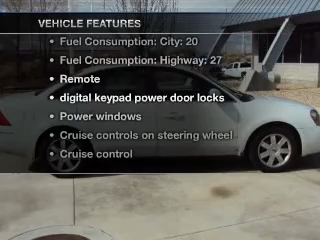 VEHICLE FEATURES
• Fuel Consumption: City: 20
• Fuel Consumption: Highway: 27
• Remote
• digital keypad power door locks
• Power windows
• Cruise controls on steering wheel
• Cruise control